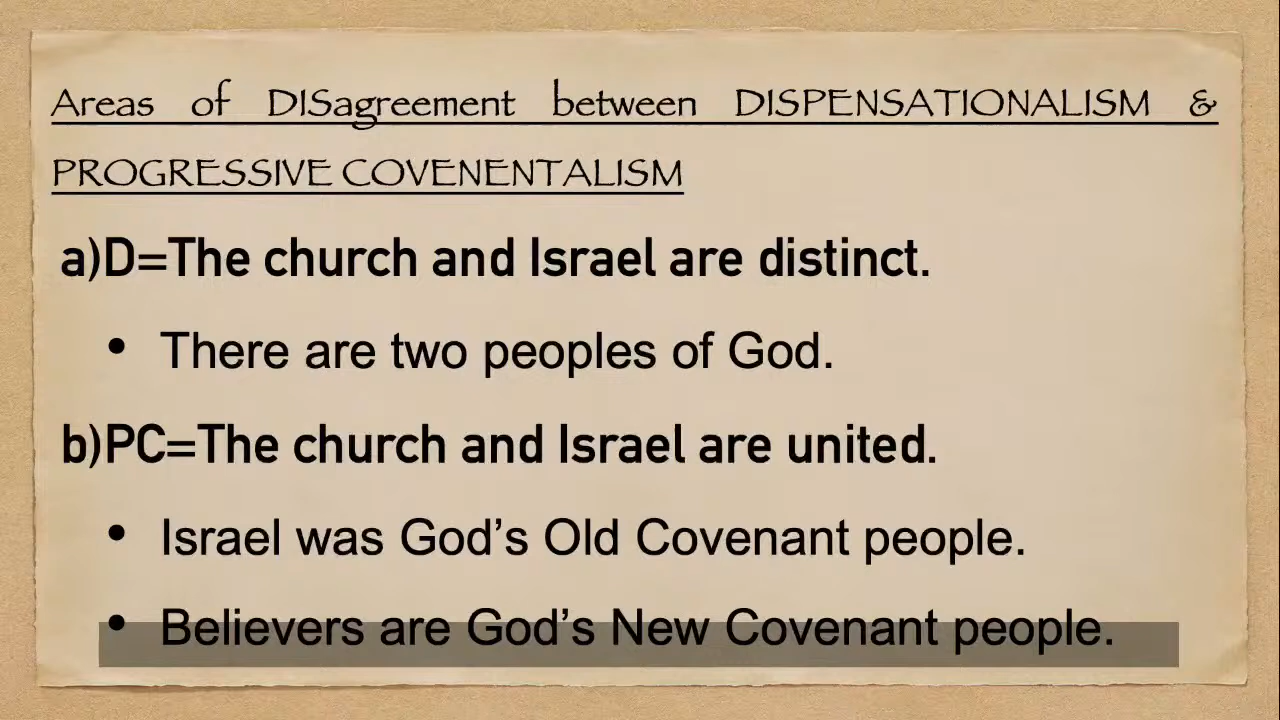 Areas of DISagreement between DISPENSATIONALISM &
PROGRESSIVE COVENENTALISM
a)D=The church and Israel are distinct.
• There are two peoples of God.
b)PC=The church and Israel are united.
• Israel was God’s Old Covenant people.
• Believers are God’s New Covenant people.